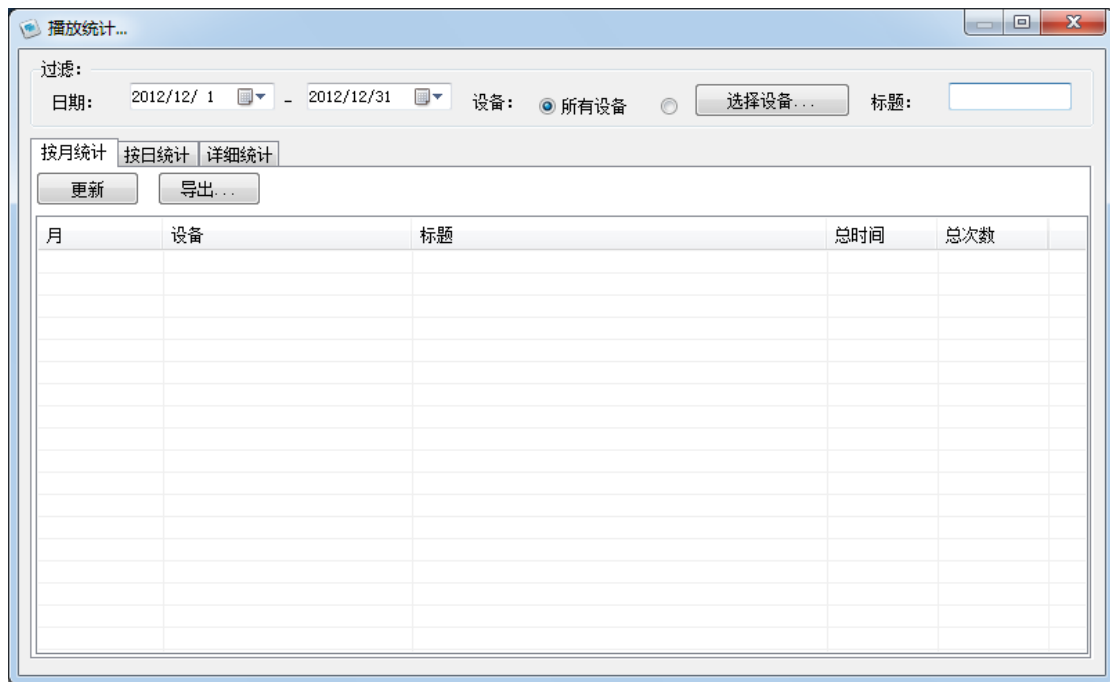 播放统计...
过滤:
日期: 2012/12/ 1 - 2012/12/31 设备: 所有设备 选择设备... 标题:
按月统计 按日统计 详细统计
更新 导出...
月 设备 标题 总时间 总次数